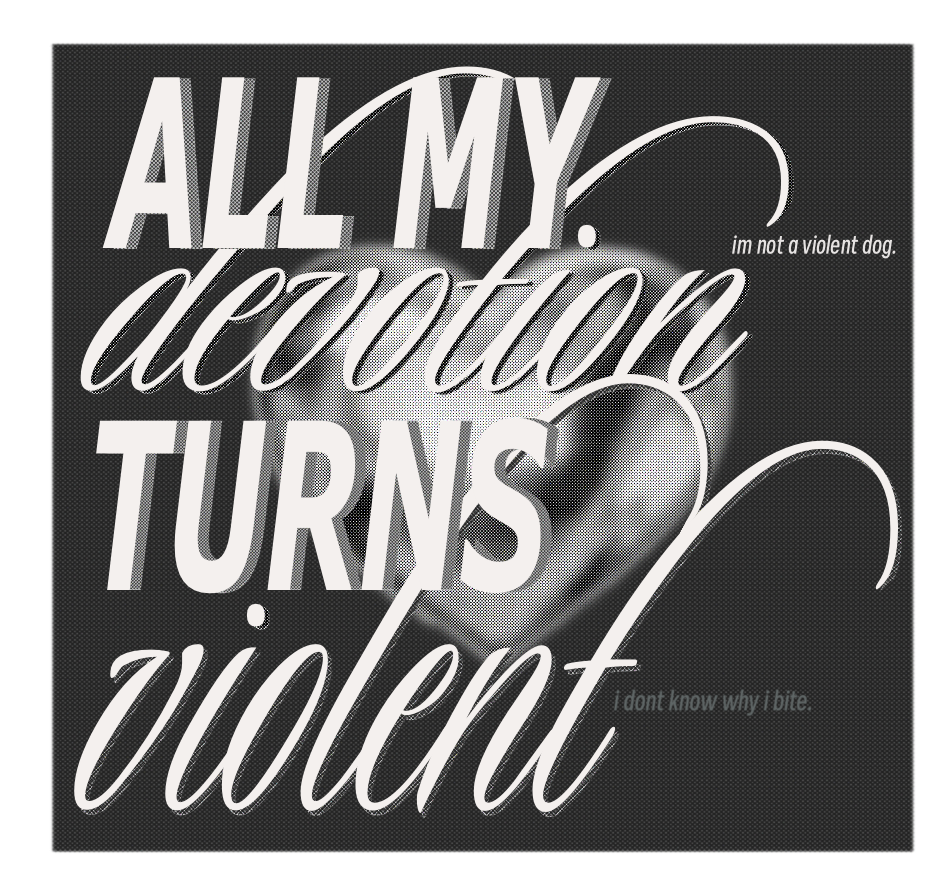 ALL MY
im not a violent dog.
devotion
TURNS
violent
i dont know why i bite.